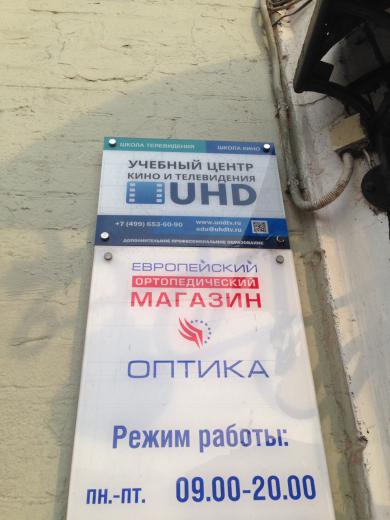 ШКОЛА ТЕЛЕВИДЕНИЯ ШКОЛА КИНО
УЧЕБНЫЙ ЦЕНТР
КИНО И ТЕЛЕВИДЕНИЯ
UHD
+7 (499) 653-60-90
www.uhdtv.ru
edu@uhdtv.ru
ДОПОЛНИТЕЛЬНОЕ ПРОФЕССИОНАЛЬНОЕ ОБРАЗОВАНИЕ
ЕВРОПЕЙСКИЙ
ОРТОПЕДИЧЕСКИЙ
МАГАЗИН
ОПТИКА
Режим работы:
пн.-пт. 09.00-20.00